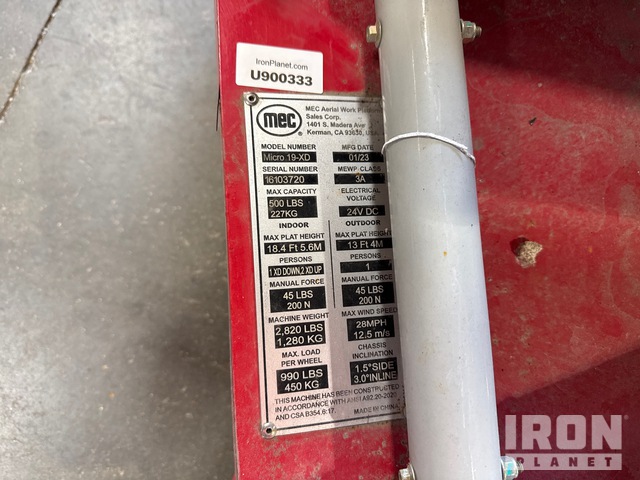 IronPlanet.com
U900333
mec
MEC Aerial Work
Sales Corp.
1401 S. Madera Ave
Kerman, CA 93630, USA
MODEL NUMBER
MFG DATE
Micro 19-XD
01/23
SERIAL NUMBER
MEWP CLASS
16103720
3A
MAX CAPACITY
ELECTRICAL
VOLTAGE
500 LBS
227KG
24V DC
INDOOR
OUTDOOR
MAX PLAT HEIGHT
MAX PLAT HEIGHT
18.4 Ft 5.6M
13 Ft 4M
PERSONS
PERSONS
1 XD DOWN,2 XD UP
1
MANUAL FORCE
MANUAL FORCE
45 LBS
200 N
45 LBS
200 N
MACHINE WEIGHT
MAX WIND SPEED
2,820 LBS
1,280 KG
28MPH
12.5 m/s
MAX. LOAD
PER WHEEL
CHASSIS
INCLINATION
990 LBS
450 KG
1.5°SIDE
3.0°INLINE
THIS MACHINE HAS BEEN CONSTRUCTED
IN ACCORDANCE WITH ANSI A92.20-2020
AND CSA B354.6:17.
MADE IN CHINA
IRON
PLANET